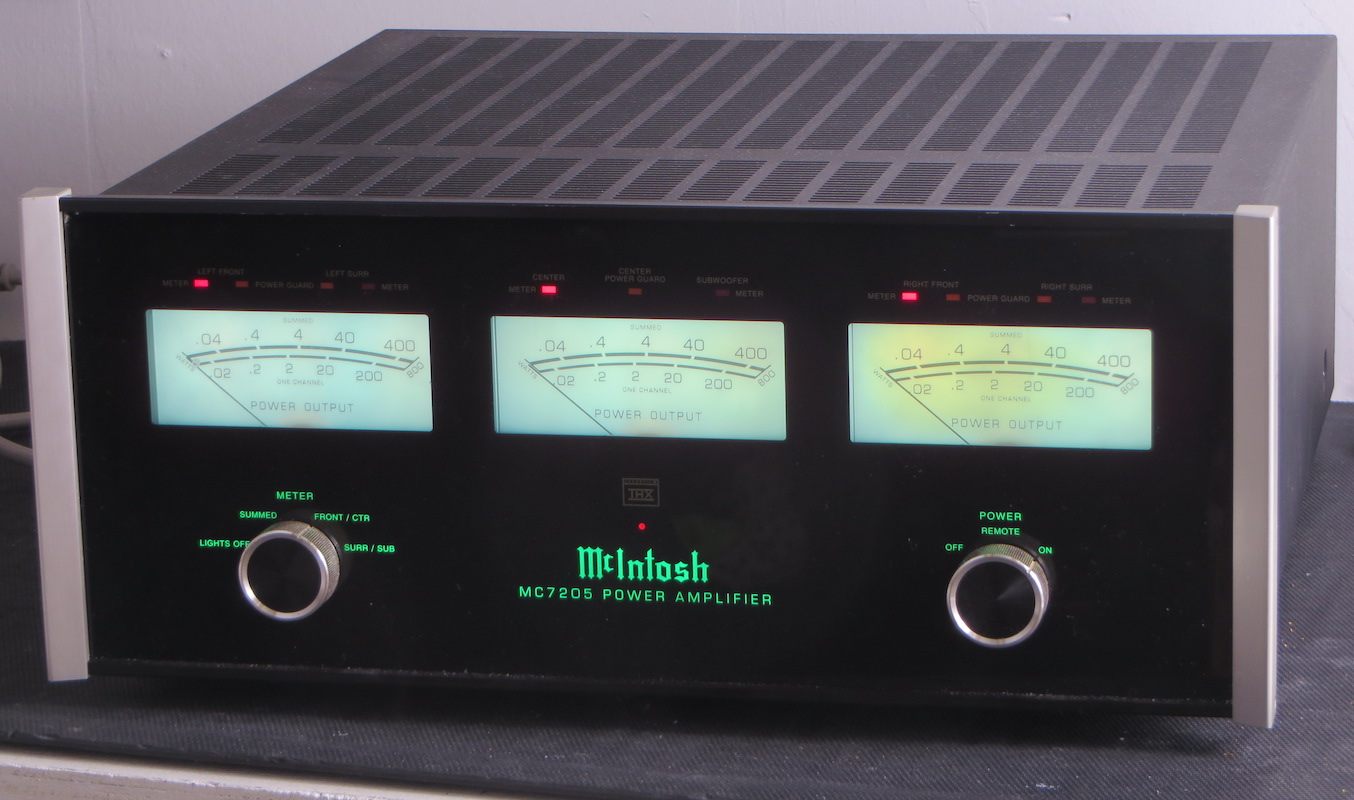 LEFT FRONT LEFT SURR
METER POWER GUARD METER
CENTER CENTER SUBWOOFER
POWER GUARD
METER METER
RIGHT FRONT RIGHT SURR
METER POWER GUARD METER
SUMMED
.04 .4 4 40 400
WATTS .02 .2 2 20 200 800
ONE CHANNEL
POWER OUTPUT
SUMMED
.04 .4 4 40 400
WATTS .02 .2 2 20 200 800
ONE CHANNEL
POWER OUTPUT
SUMMED
.04 .4 4 40 400
WATTS .02 .2 2 20 200 800
ONE CHANNEL
POWER OUTPUT
METER
SUMMED FRONT / CTR
LIGHTS OFF SURR / SUB
THX
McIntosh
MC7205 POWER AMPLIFIER
POWER
REMOTE
OFF ON